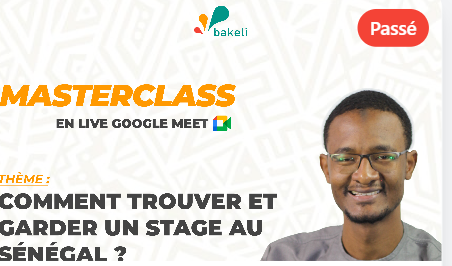 bakeli
Passé
MASTERCLASS
EN LIVE GOOGLE MEET
THÈME :
COMMENT TROUVER ET
GARDER UN STAGE AU
SÉNÉGAL ?